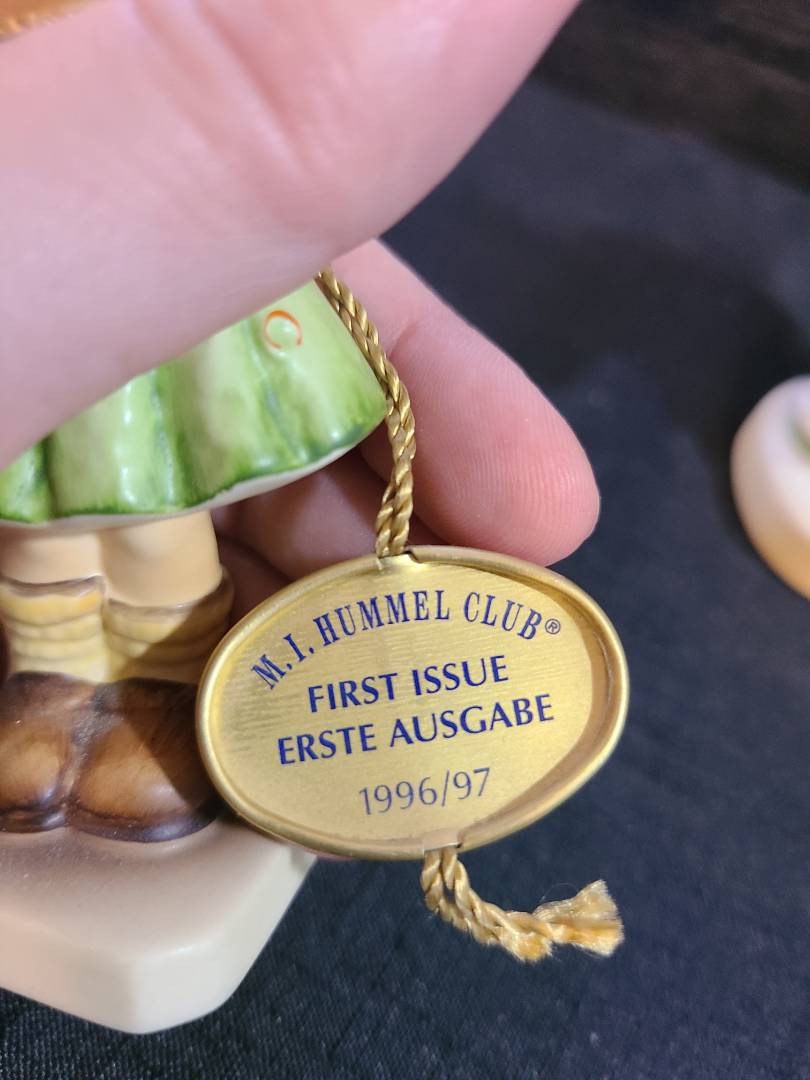 M. I. HUMMEL CLUB®
FIRST ISSUE
ERSTE AUSGABE
1996/97